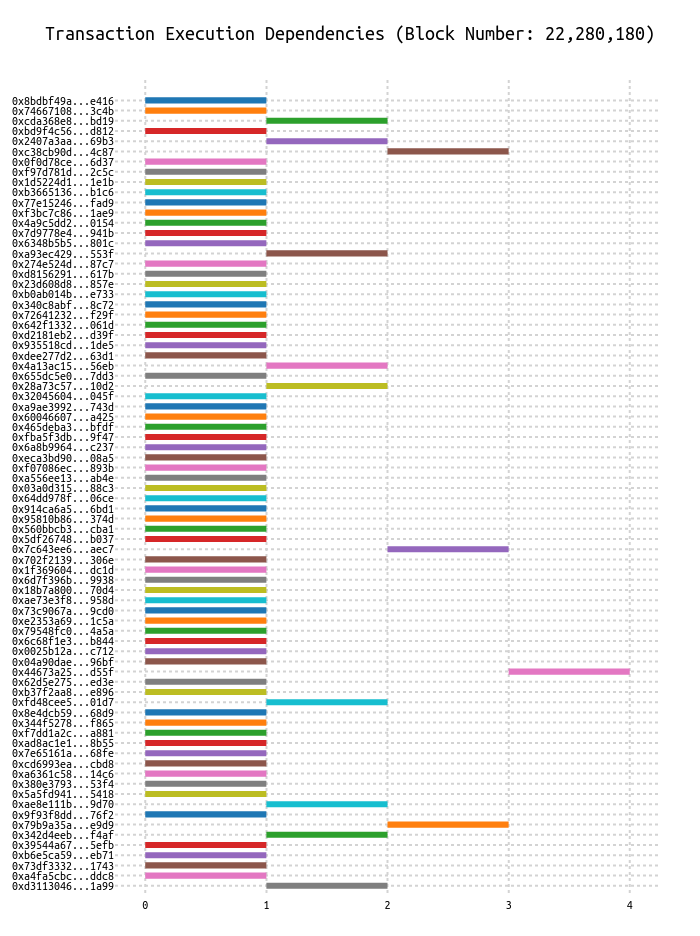 Transaction Execution Dependencies (Block Number: 22,280,180)
0x8bdbf49a...e416
0x74667108...3c4b
0xcda368e8...bd19
0xbd9f4c56...d812
0x2407a3aa...69b3
0xc38cb90d...4c87
0x0f0d78ce...6d37
0xf97d781d...2c5c
0x1d5224d1...1e1b
0xb3665136...b1c6
0x77e15246...fad9
0xf3bc7c86...1ae9
0x4a9c5dd2...0154
0x7d9778e4...941b
0x6348b5b5...801c
0xa93ec429...553f
0x274e524d...87c7
0xd8156291...617b
0x23d608d8...857e
0xb0ab014b...e733
0x340c8abf...8c72
0x72641232...f29f
0x642f1332...061d
0xd2181eb2...d39f
0x935518cd...1de5
0xdee277d2...63d1
0x4a13ac15...56eb
0x655dc5e0...7dd3
0x28a73c57...10d2
0x32045604...045f
0xa9ae3992...743d
0x60046607...a425
0x465deba3...bfdf
0xfba5f3db...9f47
0x6a8b9964...c237
0xeca3bd90...08a5
0xf07086ec...893b
0xa556ee13...ab4e
0x03a0d315...88c3
0x64dd978f...06ce
0x914ca6a5...6bd1
0x95810b86...374d
0x560bbcb3...cba1
0x5df26748...b037
0x7c643ee6...aec7
0x702f2139...306e
0x1f369604...dc1d
0x6d7f396b...9938
0x18b7a800...70d4
0xae73e3f8...958d
0x73c9067a...9cd0
0xe2353a69...1c5a
0x79548fc0...4a5a
0x6c68f1e3...b844
0x0025b12a...c712
0x04a90dae...96bf
0x44673a25...d55f
0x62d5e275...ed3e
0xb37f2aa8...e896
0xfd48cee5...01d7
0x8e4dcb59...68d9
0x344f5278...f865
0xf7dd1a2c...a881
0xad8ac1e1...8b55
0x7e65161a...68fe
0xcd6993ea...cbd8
0xa6361c58...14c6
0x380e3793...53f4
0x5a5fd941...5418
0xae8e111b...9d70
0x9f93f8dd...76f2
0x79b9a35a...e9d9
0x342d4eeb...f4af
0x39544a67...5efb
0xb6e5ca59...eb71
0x73df3332...1743
0xa4fa5cbc...ddc8
0xd3113046...1a99
0 1 2 3 4